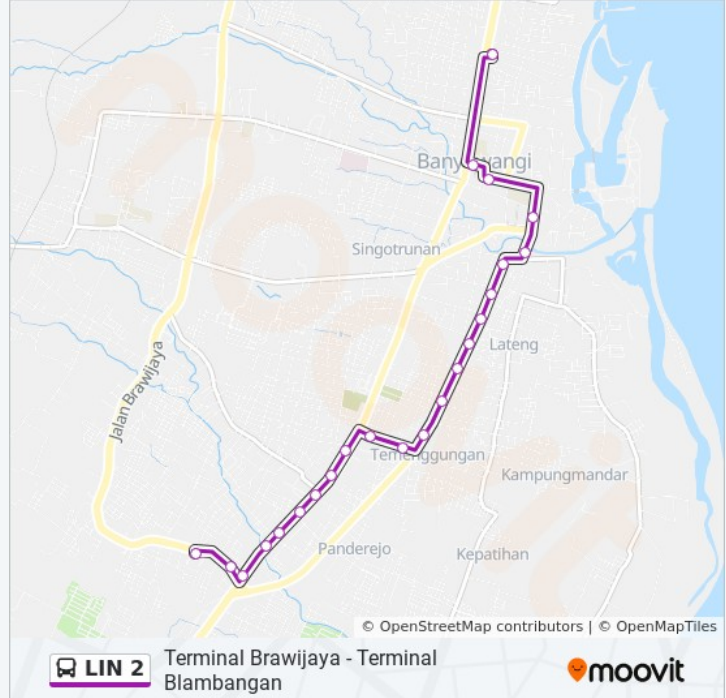 Banyuwangi
Singotrunan
Lateng
Jalan Brawijaya
Temenggungan
Kampungmandar
Panderejo
Kepatihan
© OpenStreetMap contributors | © OpenMapTiles
LIN 2
Terminal Brawijaya - Terminal
Blambangan
moovit